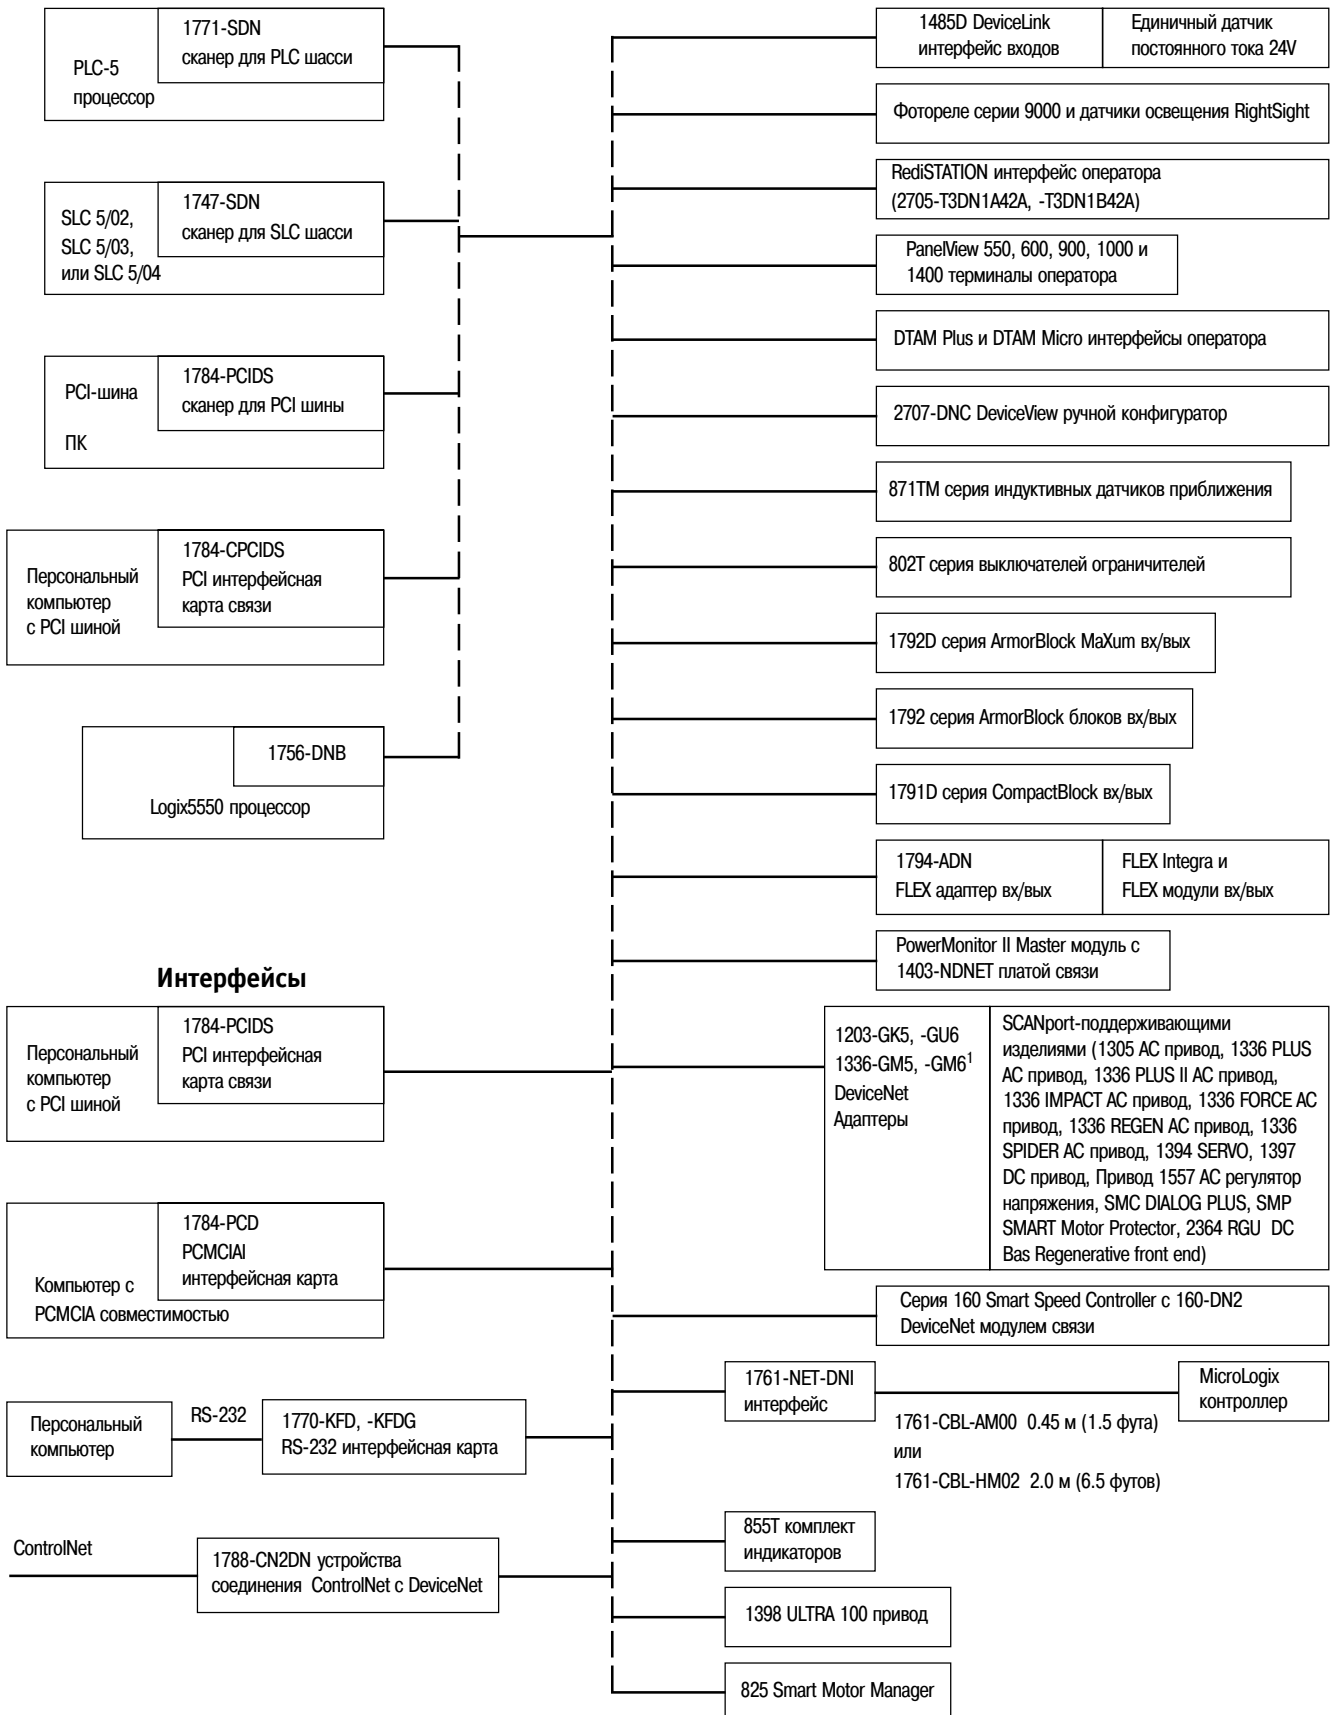 1771-SDN
сканер для PLC шасси
PLC-5
процессор
1747-SDN
сканер для SLC шасси
SLC 5/02,
SLC 5/03,
или SLC 5/04
1784-PCIDS
сканер для PCI шины
PCI-шина
ПК
1784-CPCIDS
PCI интерфейсная
карта связи
Персональный
компьютер
с PCI шиной
1756-DNB
Logix5550 процессор
Интерфейсы
1784-PCIDS
PCI интерфейсная
карта связи
Персональный
компьютер
с PCI шиной
1784-PCD
PCMCIAI
интерфейсная карта
Компьютер с
PCMCIA совместимостью
Персональный
компьютер
RS-232
1770-KFD, -KFDG
RS-232 интерфейсная карта
ControlNet
1788-CN2DN устройства
соединения ControlNet с DeviceNet
1485D DeviceLink
интерфейс входов
Единичный датчик
постоянного тока 24V
Фотореле серии 9000 и датчики освещения RightSight
RediSTATION интерфейс оператора
(2705-T3DN1A42A, -T3DN1B42A)
PanelView 550, 600, 900, 1000 и
1400 терминалы оператора
DTAM Plus и DTAM Micro интерфейсы оператора
2707-DNC DeviceView ручной конфигуратор
871TM серия индуктивных датчиков приближения
802T серия выключателей ограничителей
1792D серия ArmorBlock MaXum вх/вых
1792 серия ArmorBlock блоков вх/вых
1791D серия CompactBlock вх/вых
1794-ADN
FLEX адаптер вх/вых
FLEX Integra и
FLEX модули вх/вых
PowerMonitor II Master модуль с
1403-NDNET платой связи
1203-GK5, -GU6
1336-GM5, -GM6¹
DeviceNet
Адаптеры
SCANport-поддерживающими
изделиями (1305 AC привод, 1336 PLUS
AC привод, 1336 PLUS II AC привод,
1336 IMPACT AC привод, 1336 FORCE AC
привод, 1336 REGEN AC привод, 1336
SPIDER AC привод, 1394 SERVO, 1397
DC привод, Привод 1557 AC регулятор
напряжения, SMC DIALOG PLUS, SMP
SMART Motor Protector, 2364 RGU DC
Bas Regenerative front end)
Серия 160 Smart Speed Controller с 160-DN2
DeviceNet модулем связи
1761-NET-DNI
интерфейс
MicroLogix
контроллер
1761-CBL-AM00 0.45 м (1.5 фута)
или
1761-CBL-HM02 2.0 м (6.5 футов)
855T комплект
индикаторов
1398 ULTRA 100 привод
825 Smart Motor Manager